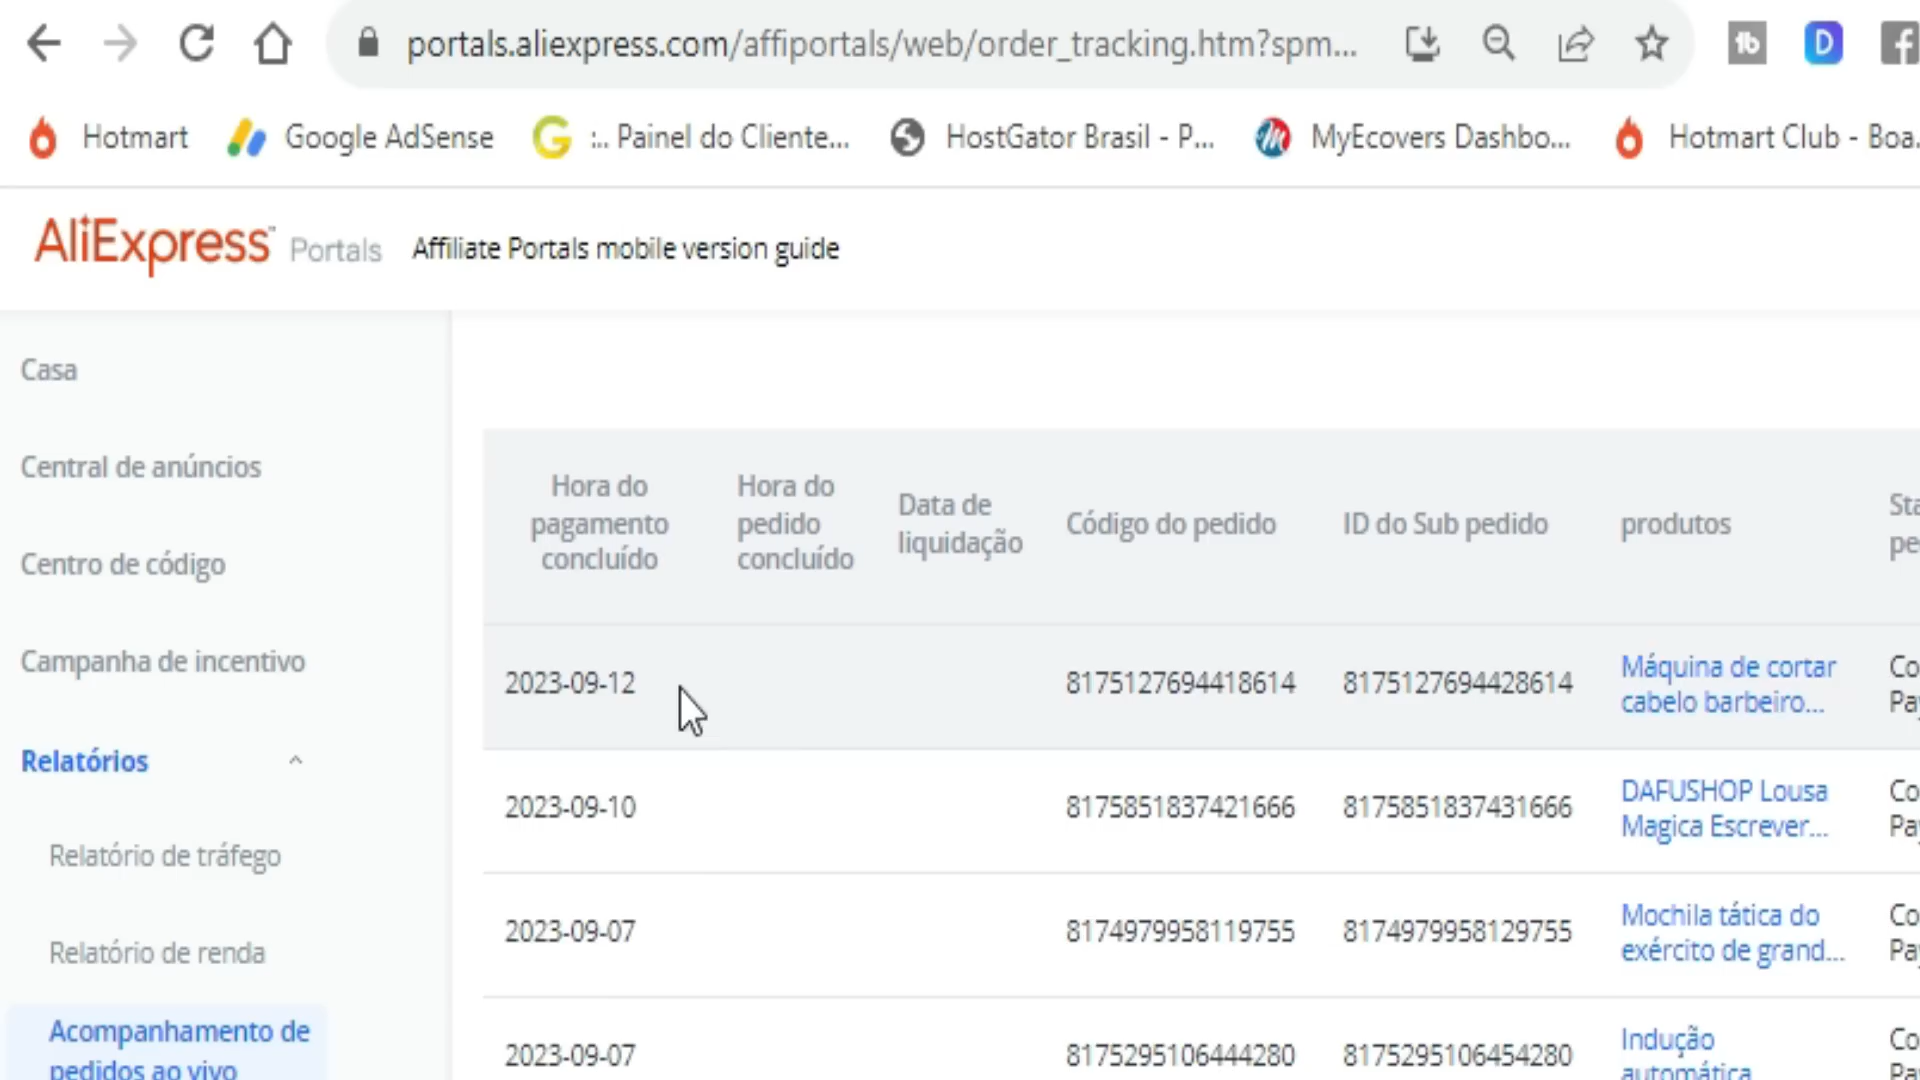 portals.aliexpress.com/affiportals/web/order_tracking.htm?spm...
Hotmart
Google AdSense
:.. Painel do Cliente...
HostGator Brasil - P...
MyEcovers Dashbo...
Hotmart Club - Boa.
AliExpress Portals
Affiliate Portals mobile version guide
Casa
Central de anúncios
Centro de código
Campanha de incentivo
Relatórios
Relatório de tráfego
Relatório de renda
Acompanhamento de
pedidos ao vivo
Hora do
pagamento
concluído
Hora do
pedido
concluído
Data de
liquidação
Código do pedido
ID do Sub pedido
produtos
2023-09-12
8175127694418614
8175127694428614
Máquina de cortar
cabelo barbeiro...
2023-09-10
8175851837421666
8175851837431666
DAFUSHOP Lousa
Magica Escrever...
2023-09-07
8174979958119755
8174979958129755
Mochila tática do
exército de grand...
2023-09-07
8175295106444280
8175295106454280
Indução
automática